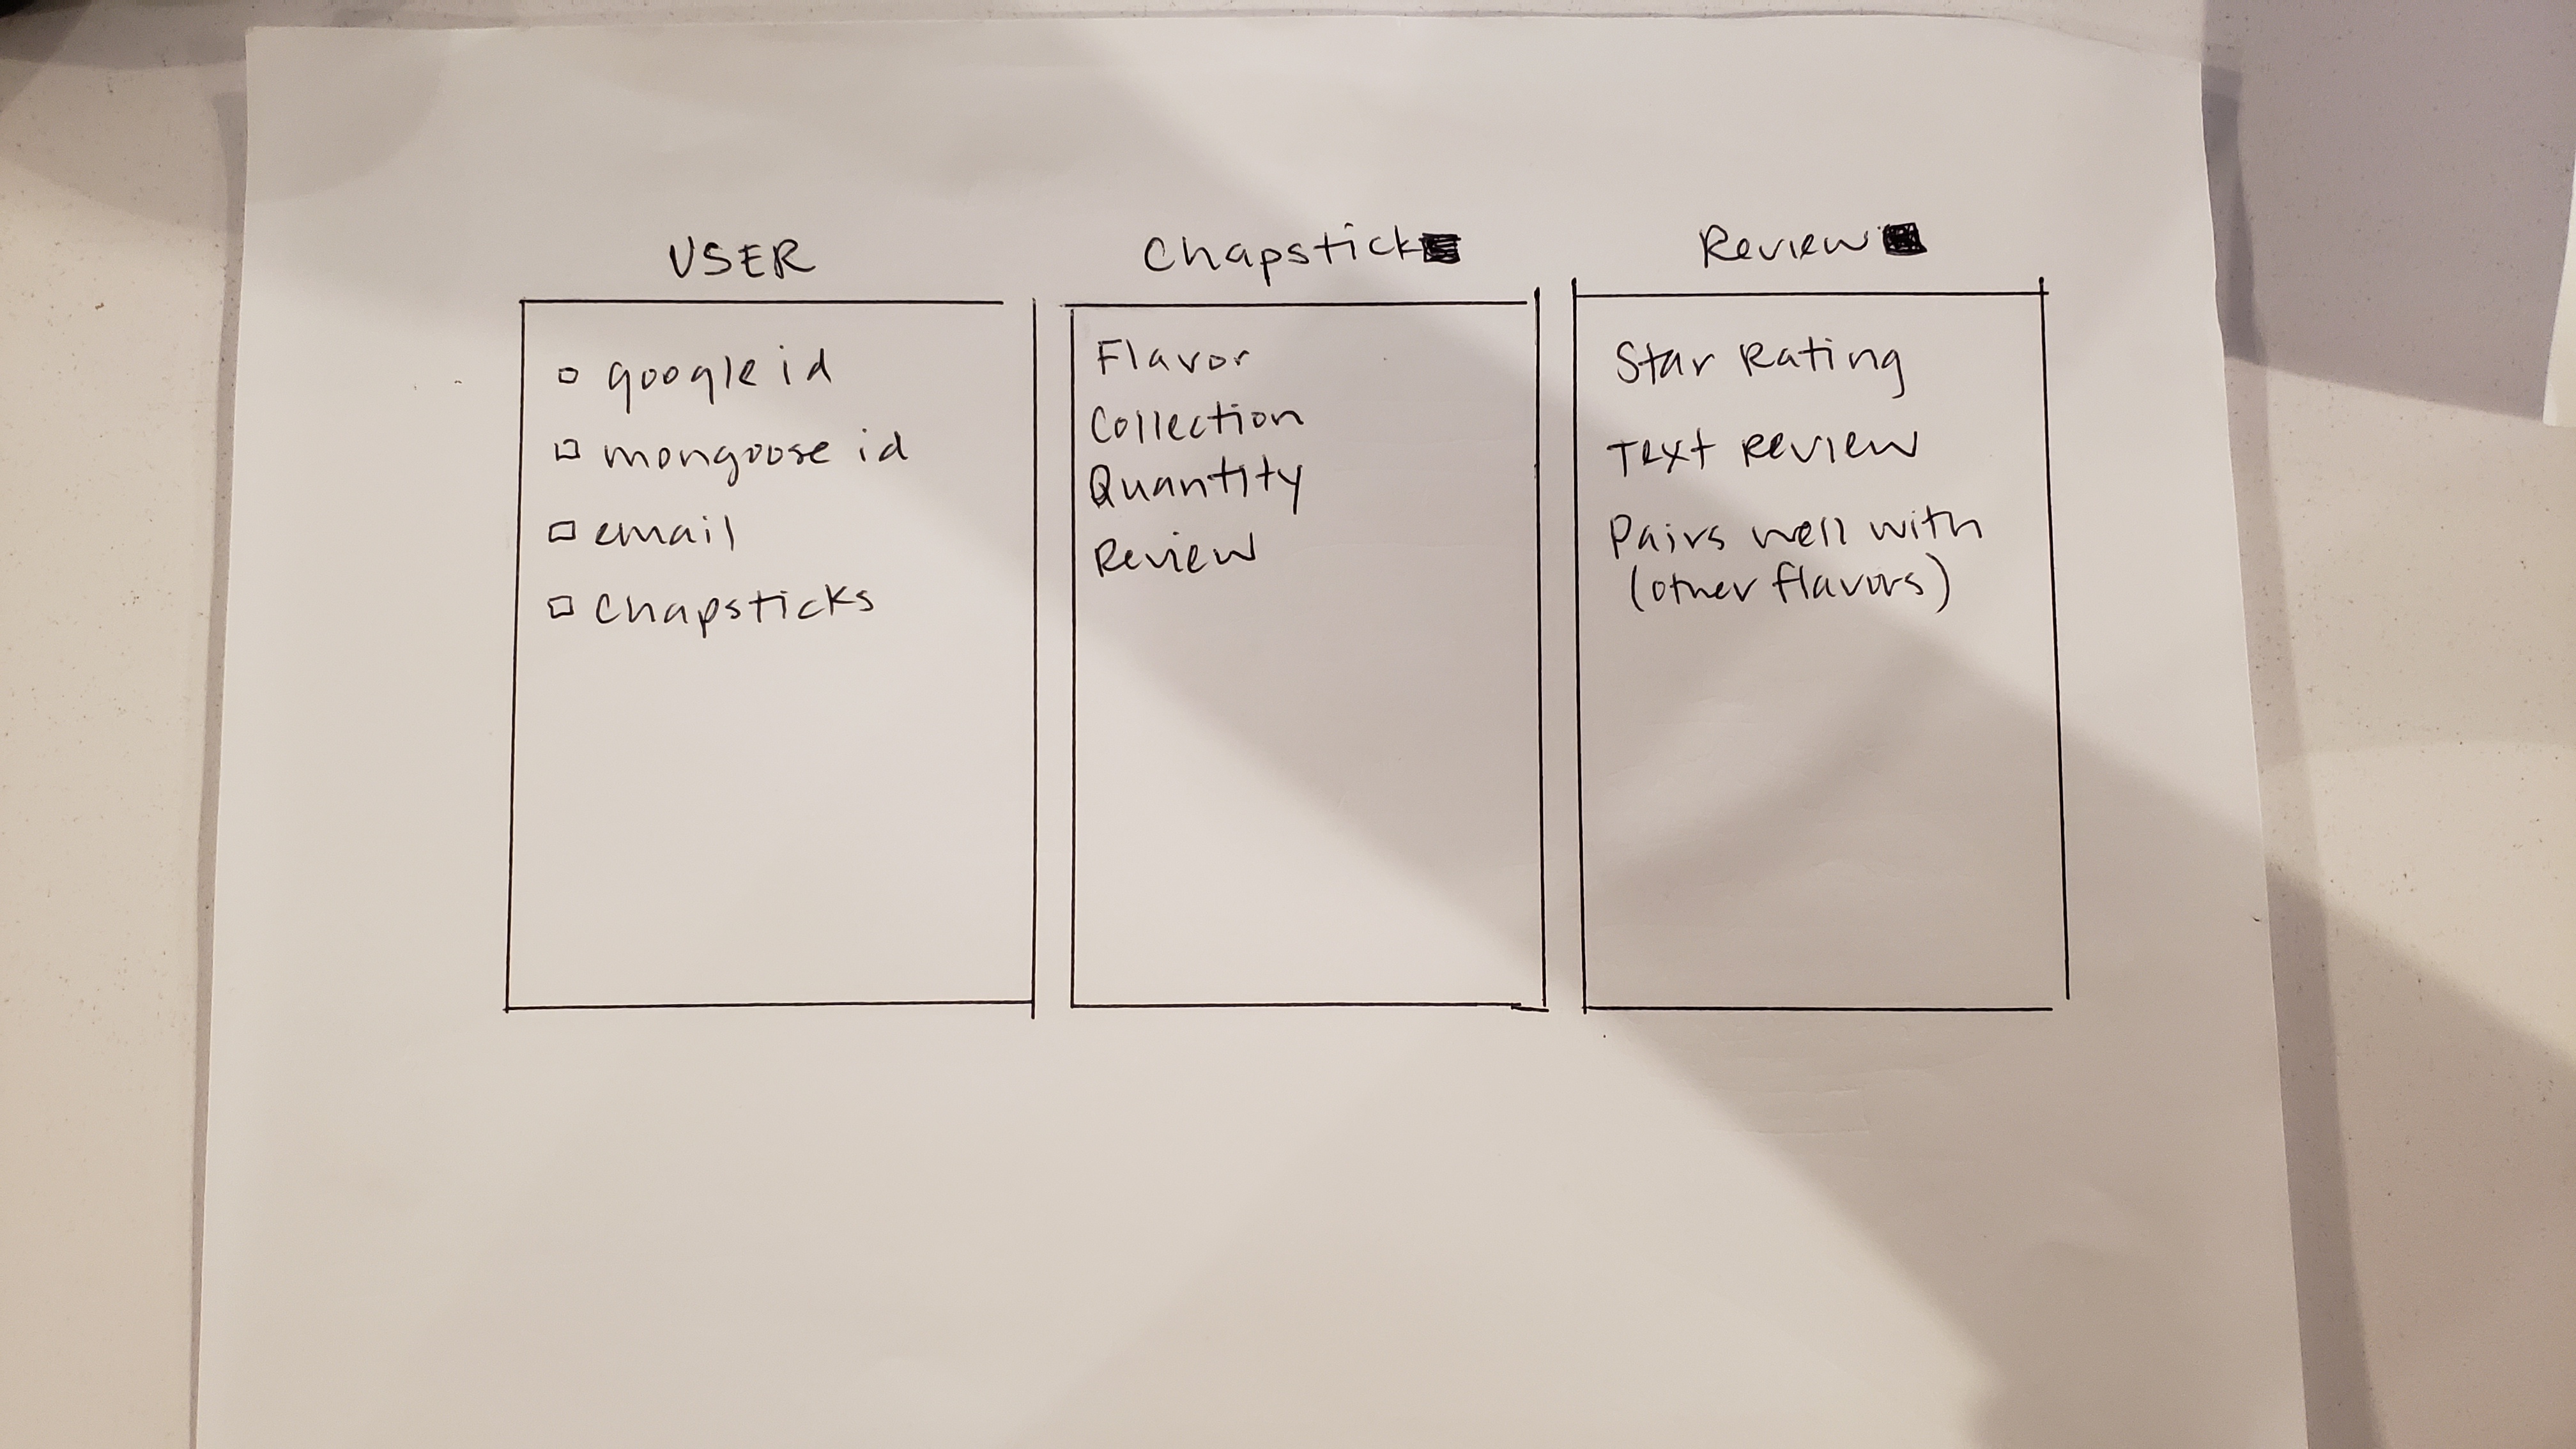 USER
google id
mongoose id
email
chapsticks
Chapstick
Flavor
Collection
Quantity
Review
Review
Star Rating
Text Review
Pairs well with
(other flavors)